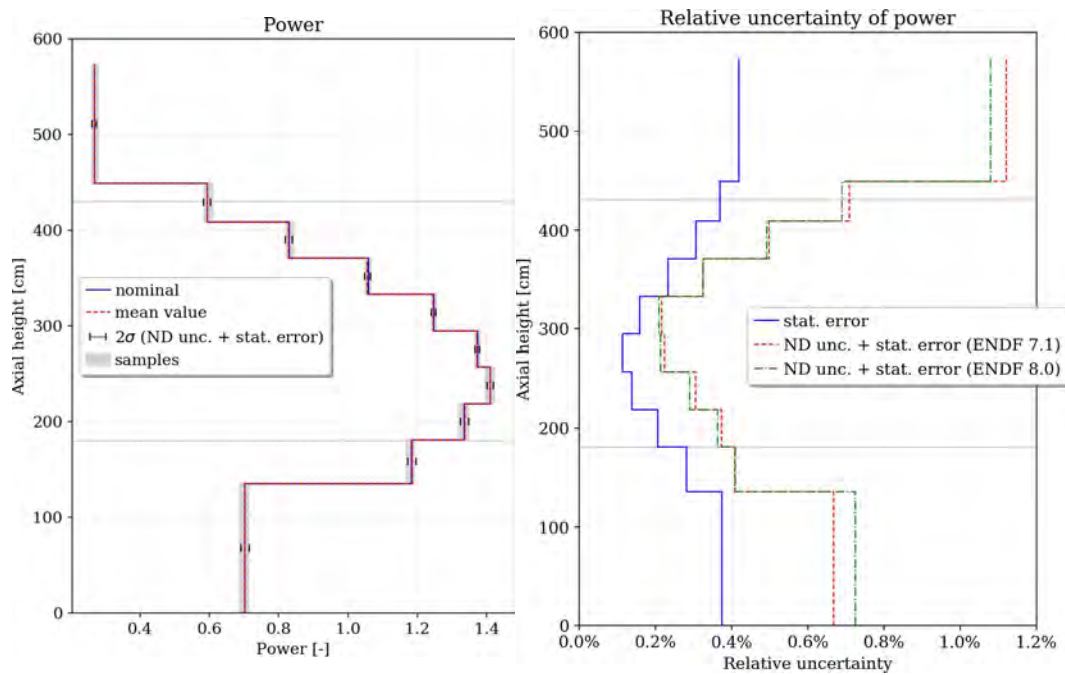 Power
600
500
400
300
200
100
0
Axial height [cm]
nominal
mean value
2σ (ND unc. + stat. error)
samples
0.4 0.6 0.8 1.0 1.2 1.4
Power [-]
Relative uncertainty of power
600
500
400
300
200
100
0
Axial height [cm]
stat. error
ND unc. + stat. error (ENDF 7.1)
ND unc. + stat. error (ENDF 8.0)
0.0% 0.2% 0.4% 0.6% 0.8% 1.0% 1.2%
Relative uncertainty